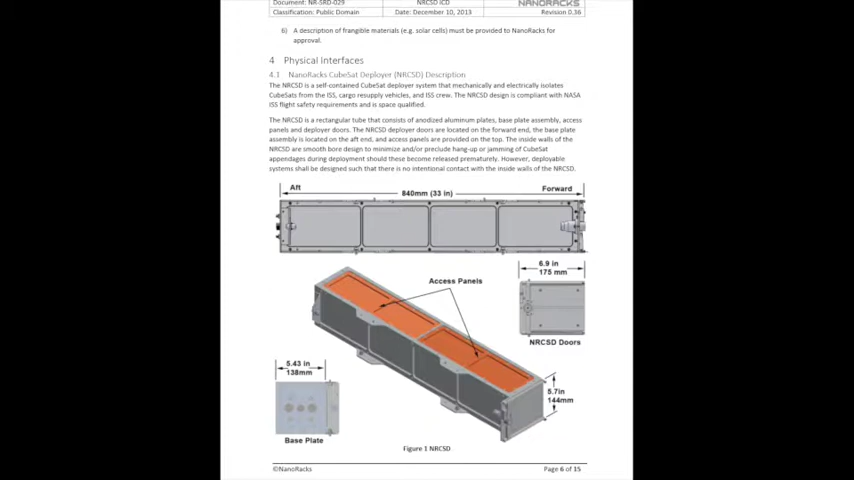 Document: NR-SRD-029
NRCSD ICD
NANORACKS
Classification: Public Domain
Date: December 10, 2013
Revision 0.36
6) A description of frangible materials (e.g. solar cells) must be provided to NanoRacks for
approval.
4 Physical Interfaces
4.1 NanoRacks CubeSat Deployer (NRCSD) Description
The NRCSD is a self-contained CubeSat deployer system that mechanically and electrically isolates
CubeSats from the ISS, cargo resupply vehicles, and ISS crew. The NRCSD design is compliant with NASA
ISS flight safety requirements and is space qualified.
The NRCSD is a rectangular tube that consists of anodized aluminum plates, base plate assembly, access
panels and deployer doors. The NRCSD deployer doors are located on the forward end, the base plate
assembly is located on the aft end, and access panels are provided on the top. The inside walls of the
NRCSD are smooth bore design to minimize and/or preclude hang-up or jamming of CubeSat
appendages during deployment should these become released prematurely. However, deployable
systems shall be designed such that there is no intentional contact with the inside walls of the NRCSD.
Aft
840mm (33 in)
Forward
6.9 in
175 mm
Access Panels
NRCSD Doors
5.43 in
138mm
5.7in
144mm
Base Plate
Figure 1 NRCSD
©NanoRacks
Page 6 of 15